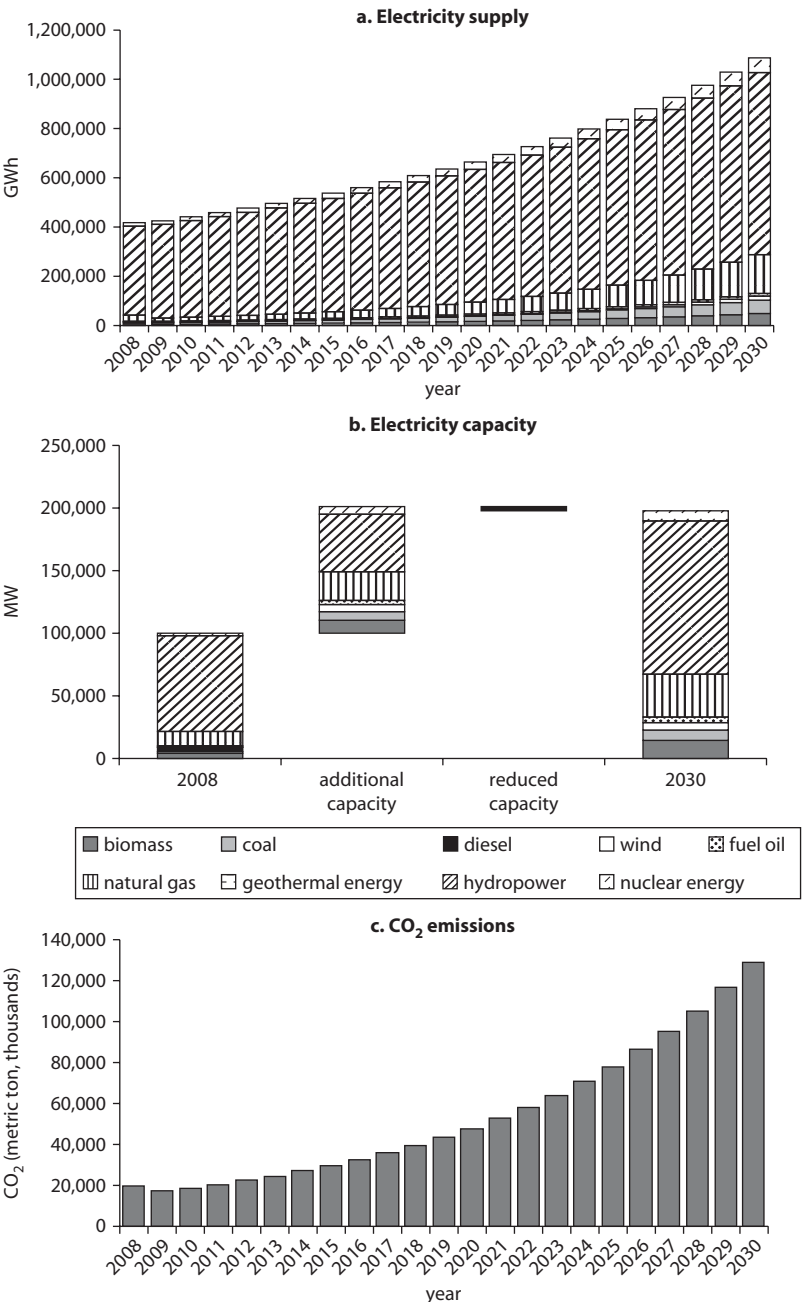 a. Electricity supply
1,200,000
1,000,000
800,000
600,000
400,000
200,000
0
GWh
2008 2009 2010 2011 2012 2013 2014 2015 2016 2017 2018 2019 2020 2021 2022 2023 2024 2025 2026 2027 2028 2029 2030
year
b. Electricity capacity
250,000
200,000
150,000
100,000
50,000
0
MW
2008 additional capacity reduced capacity 2030
biomass coal diesel wind fuel oil
natural gas geothermal energy hydropower nuclear energy
c. CO2 emissions
140,000
120,000
100,000
80,000
60,000
40,000
20,000
0
CO2 (metric ton, thousands)
2008 2009 2010 2011 2012 2013 2014 2015 2016 2017 2018 2019 2020 2021 2022 2023 2024 2025 2026 2027 2028 2029 2030
year